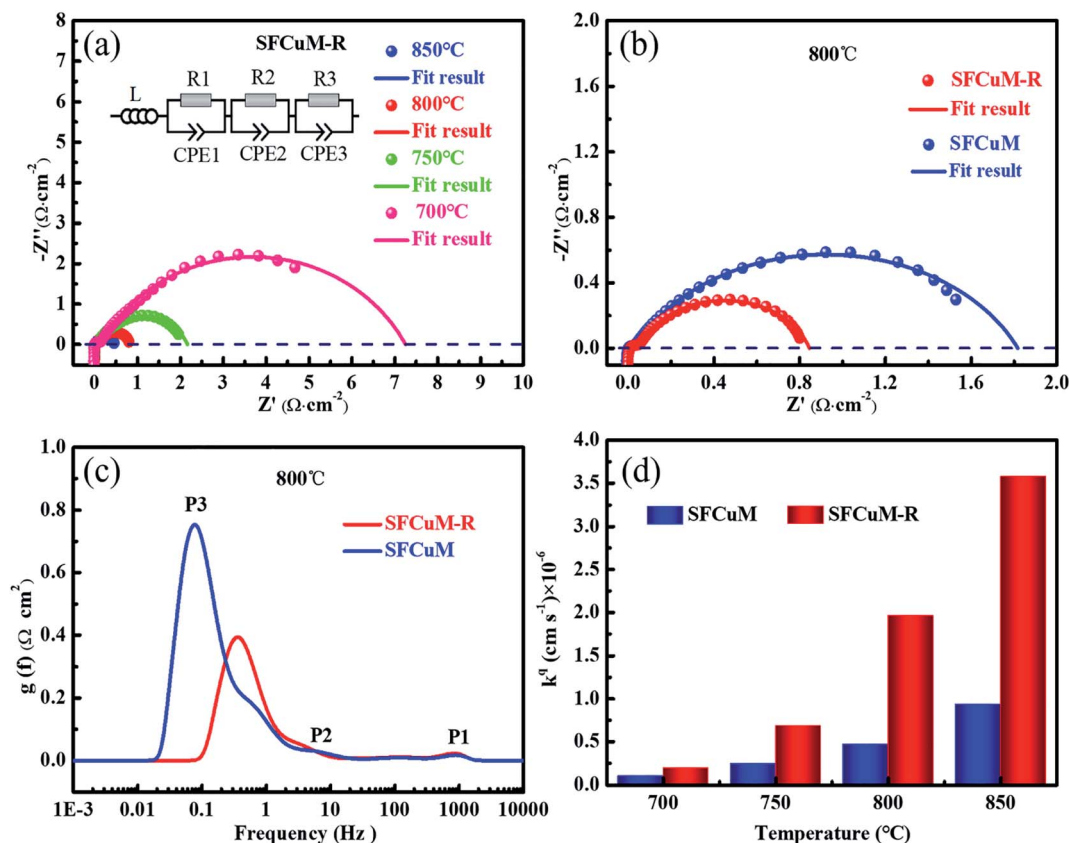 (a)
SFCuM-R
850°C
Fit result
800°C
Fit result
750°C
Fit result
700°C
Fit result
L
R1 R2 R3
CPE1 CPE2 CPE3
-Z''(Ω·cm⁻²)
8
7
6
5
4
3
2
1
0
0 1 2 3 4 5 6 7 8 9 10
Z' (Ω·cm⁻²)
(b)
800℃
SFCuM-R
Fit result
SFCuM
Fit result
-Z''(Ω·cm⁻²)
2.0
1.6
1.2
0.8
0.4
0.0
0.0 0.4 0.8 1.2 1.6 2.0
Z' (Ω·cm⁻²)
(c)
800℃
P3
SFCuM-R
SFCuM
P2
P1
g (f) (Ω cm²)
1.0
0.8
0.6
0.4
0.2
0.0
1E-3 0.01 0.1 1 10 100 1000 10000
Frequency (Hz)
(d)
SFCuM SFCuM-R
k^q (cm s⁻¹)×10⁻⁶
4.0
3.5
3.0
2.5
2.0
1.5
1.0
0.5
0.0
700 750 800 850
Temperature (°C)